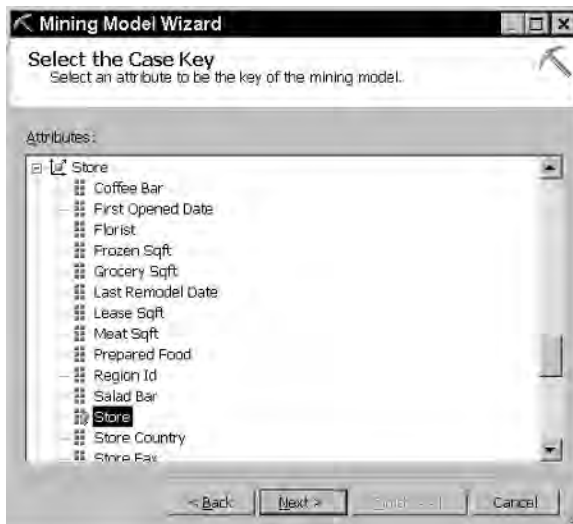 Mining Model Wizard
Select the Case Key
Select an attribute to be the key of the mining model.
Attributes:
Store
Coffee Bar
First Opened Date
Florist
Frozen Sqft
Grocery Sqft
Last Remodel Date
Lease Sqft
Meat Sqft
Prepared Food
Region Id
Salad Bar
Store
Store Country
Store Fax
< Back Next > Cancel